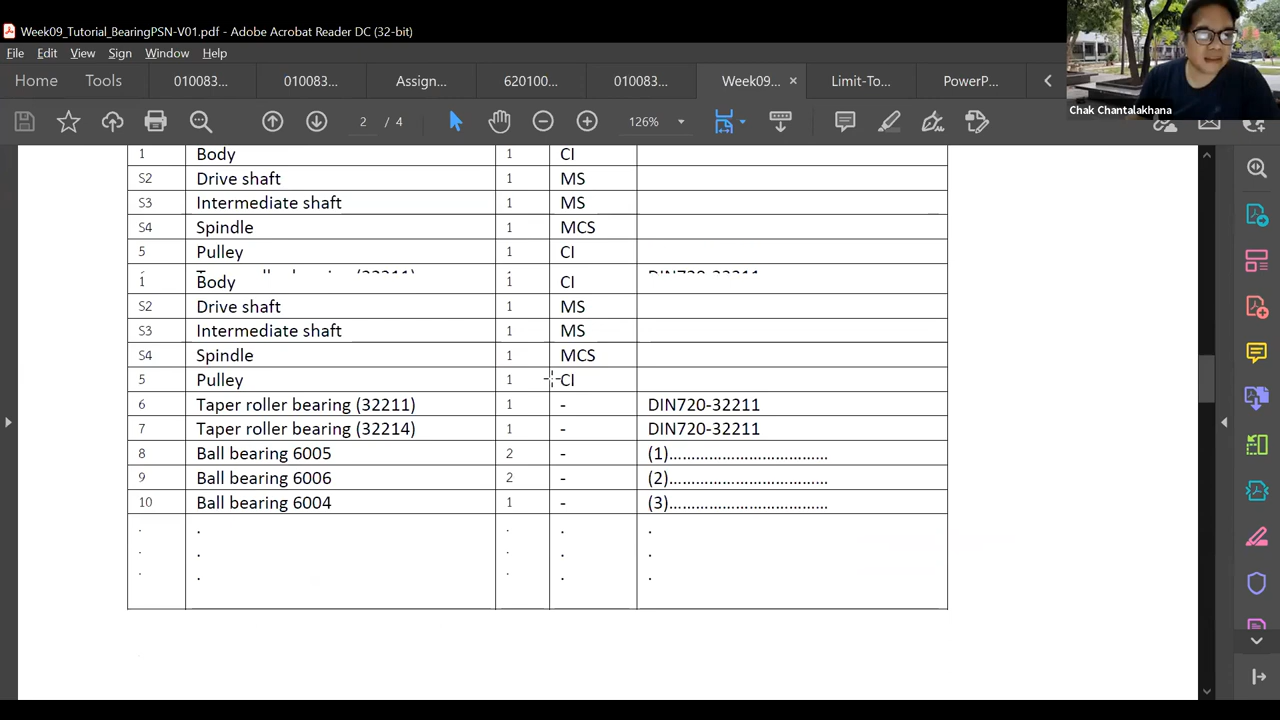 Week09_Tutorial_BearingPSN-V01.pdf - Adobe Acrobat Reader DC (32-bit)
File Edit View Sign Window Help
Home Tools 010083... 010083... Assign... 620100... 010083... Week09... Limit-To... PowerP...
Chak Chantalakhana
2 / 4 126%
1 Body 1 CI
S2 Drive shaft 1 MS
S3 Intermediate shaft 1 MS
S4 Spindle 1 MCS
5 Pulley 1 CI
1 Body 1 CI
S2 Drive shaft 1 MS
S3 Intermediate shaft 1 MS
S4 Spindle 1 MCS
5 Pulley 1 CI
6 Taper roller bearing (32211) 1 - DIN720-32211
7 Taper roller bearing (32214) 1 - DIN720-32211
8 Ball bearing 6005 2 - (1)....................................
9 Ball bearing 6006 2 - (2)....................................
10 Ball bearing 6004 1 - (3)....................................
. . . . .
. . . . .
. . . . .